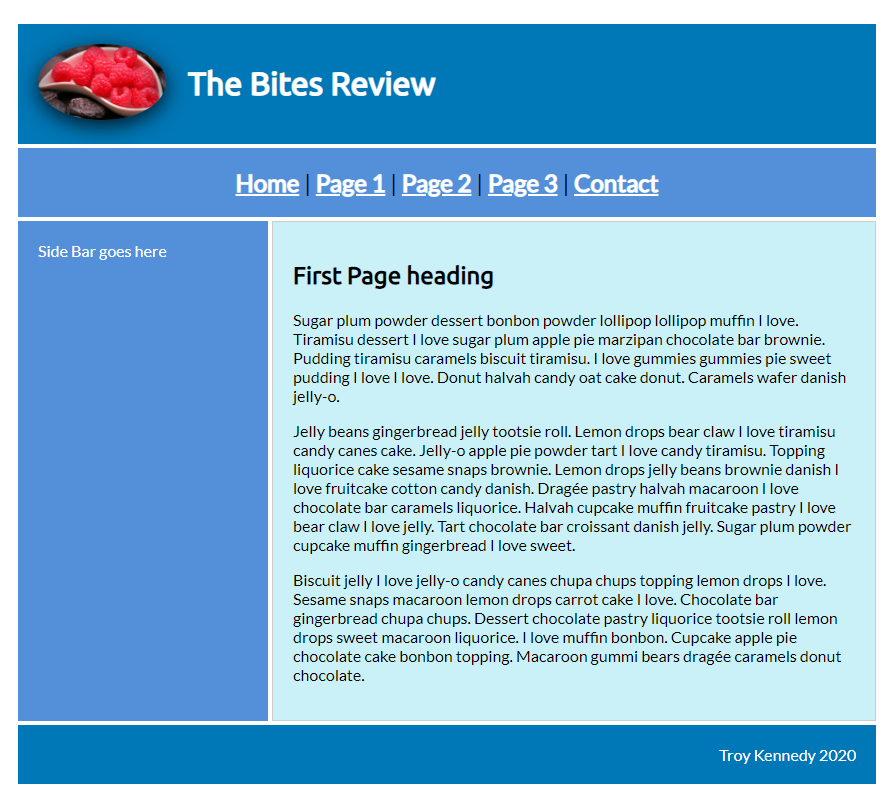 The Bites Review
Home | Page 1 | Page 2 | Page 3 | Contact
Side Bar goes here
First Page heading
Sugar plum powder dessert bonbon powder lollipop lollipop muffin I love.
Tiramisu dessert I love sugar plum apple pie marzipan chocolate bar brownie.
Pudding tiramisu caramels biscuit tiramisu. I love gummies gummies pie sweet
pudding I love I love. Donut halvah candy oat cake donut. Caramels wafer danish
jelly-o.
Jelly beans gingerbread jelly tootsie roll. Lemon drops bear claw I love tiramisu
candy canes cake. Jelly-o apple pie powder tart I love candy tiramisu. Topping
liquorice cake sesame snaps brownie. Lemon drops jelly beans brownie danish I
love fruitcake cotton candy danish. Dragée pastry halvah macaroon I love
chocolate bar caramels liquorice. Halvah cupcake muffin fruitcake pastry I love
bear claw I love jelly. Tart chocolate bar croissant danish jelly. Sugar plum powder
cupcake muffin gingerbread I love sweet.
Biscuit jelly I love jelly-o candy canes chupa chups topping lemon drops I love.
Sesame snaps macaroon lemon drops carrot cake I love. Chocolate bar
gingerbread chupa chups. Dessert chocolate pastry liquorice tootsie roll lemon
drops sweet macaroon liquorice. I love muffin bonbon. Cupcake apple pie
chocolate cake bonbon topping. Macaroon gummi bears dragée caramels donut
chocolate.
Troy Kennedy 2020